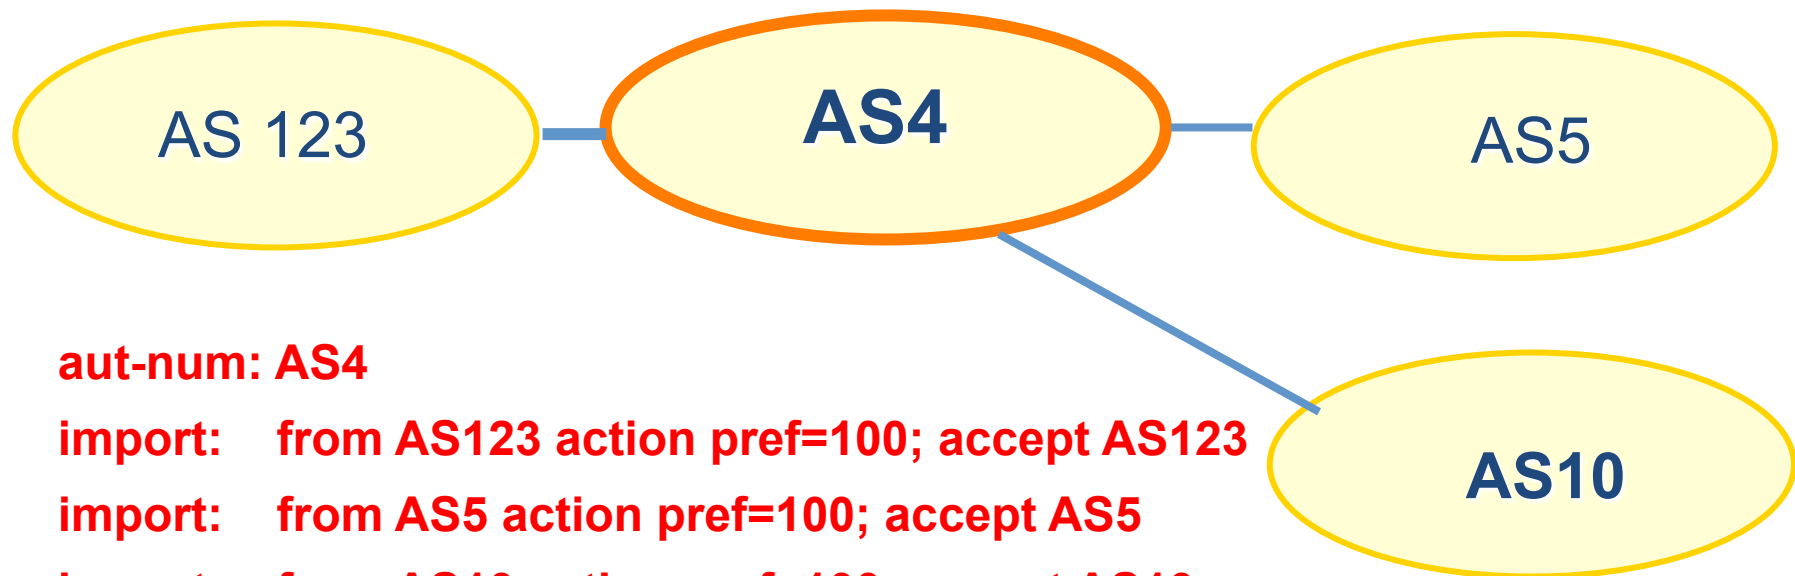 AS 123
AS4
AS5
aut-num: AS4
import: from AS123 action pref=100; accept AS123
import: from AS5 action pref=100; accept AS5
AS10